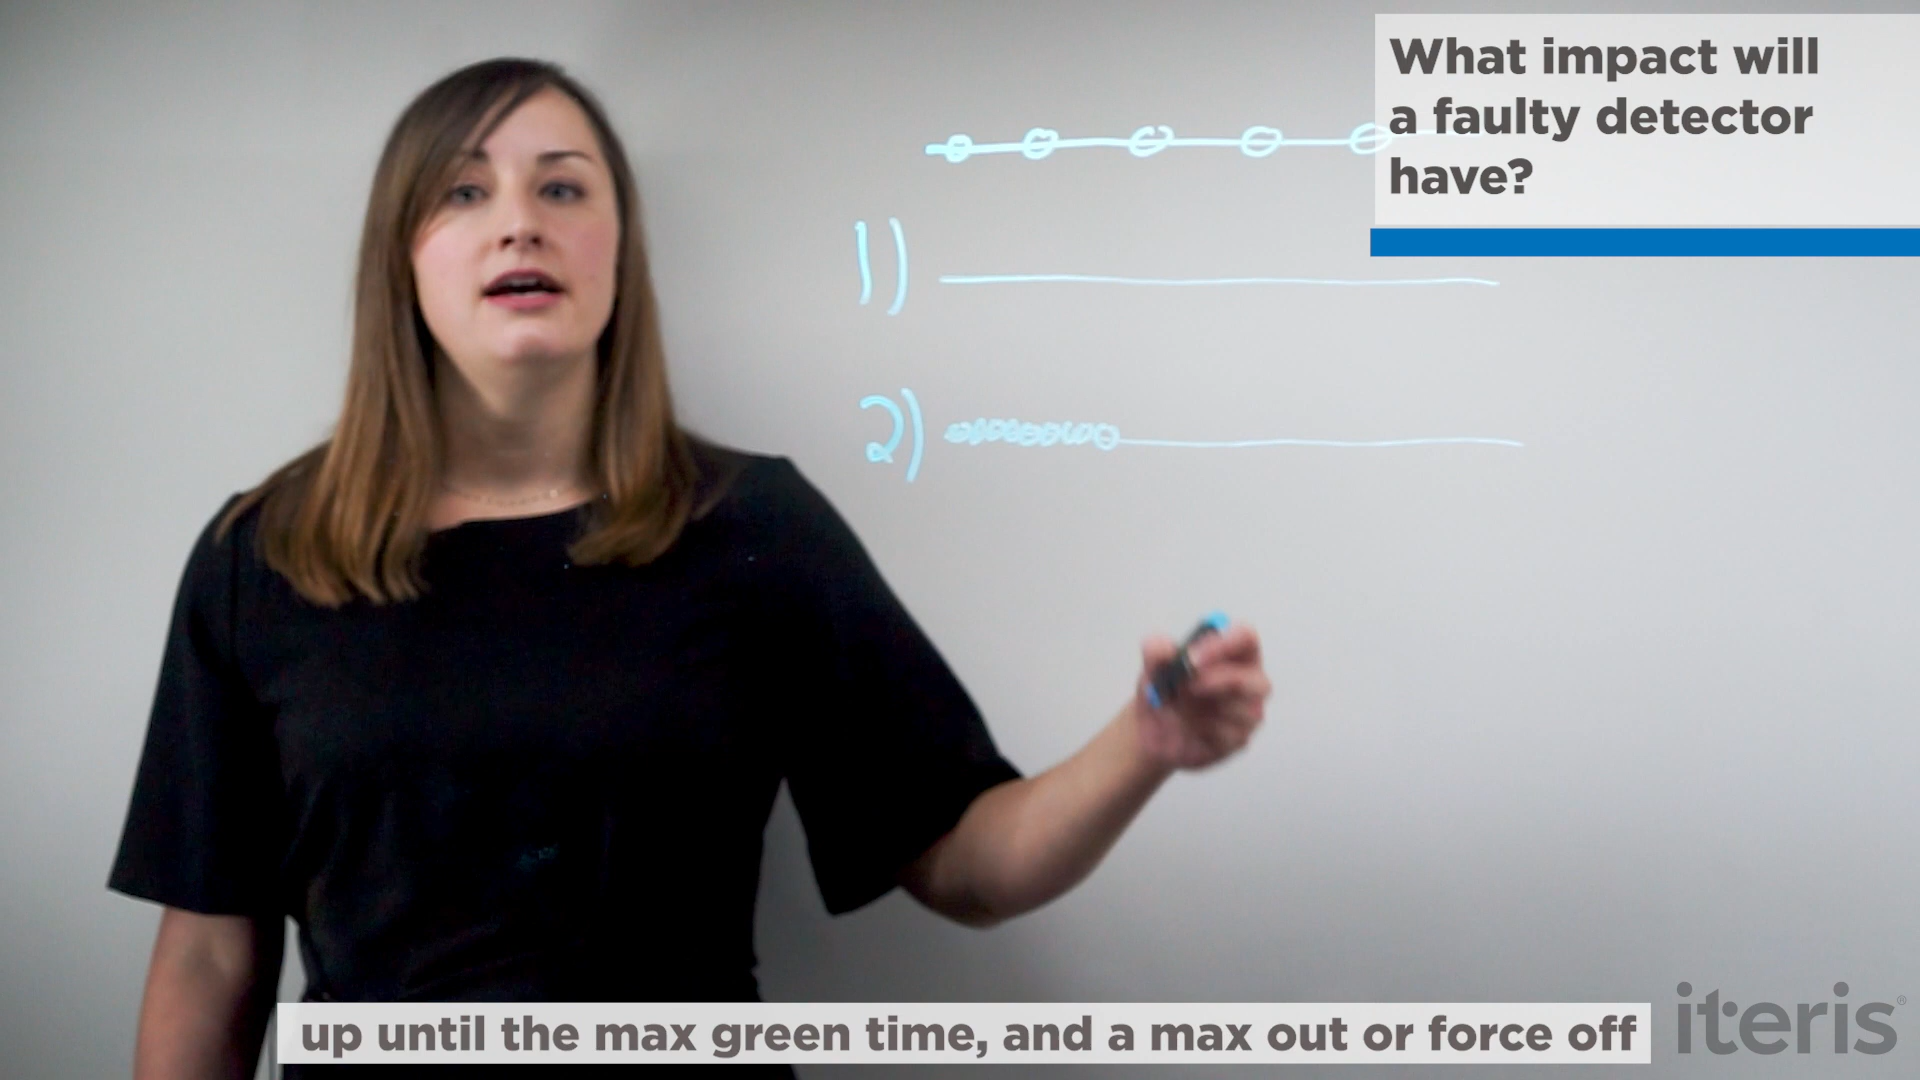 What impact will
a faulty detector
have?
1)
2)
up until the max green time, and a max out or force off
iteris®